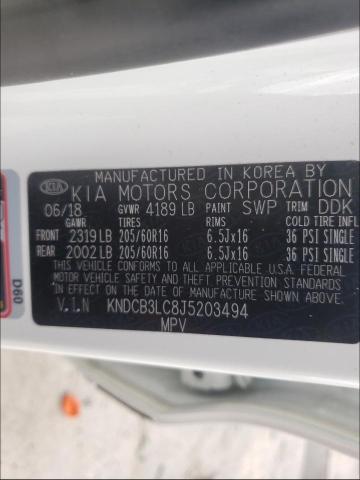 MANUFACTURED IN KOREA BY
KIA KIA MOTORS CORPORATION
06/18 GVWR 4189 LB PAINT SWP TRIM DDK
GAWR TIRES RIMS COLD TIRE INFL
FRONT 2319 LB 205/60R16 6.5Jx16 36 PSI SINGLE
REAR 2002 LB 205/60R16 6.5Jx16 36 PSI SINGLE
THIS VEHICLE CONFORMS TO ALL APPLICABLE U.S.A. FEDERAL
MOTOR VEHICLE SAFETY AND THEFT PREVENTION STANDARDS
IN EFFECT ON THE DATE OF MANUFACTURE SHOWN ABOVE.
V.I.N KNDCB3LC8J5203494
MPV
D60